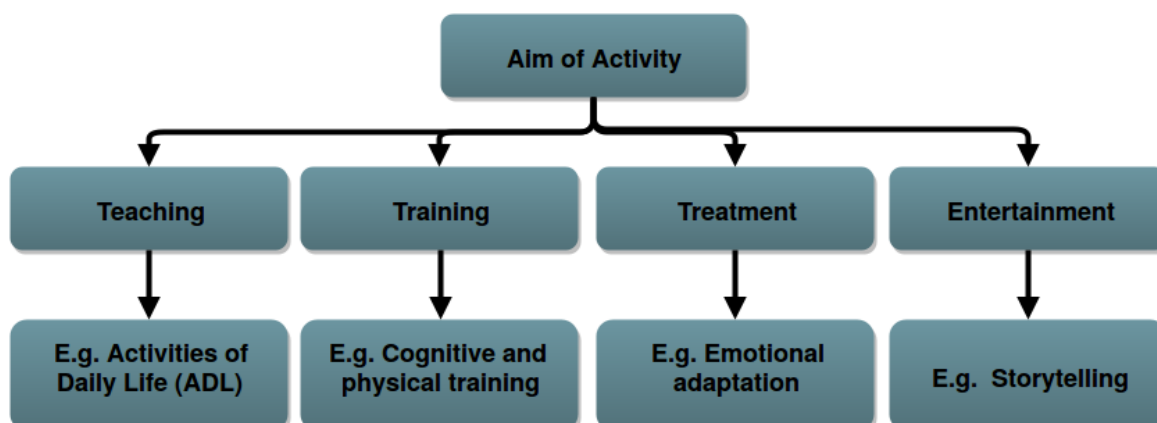 Aim of Activity
Teaching
Training
Treatment
Entertainment
E.g. Activities of
Daily Life (ADL)
E.g. Cognitive and
physical training
E.g. Emotional
adaptation
E.g. Storytelling